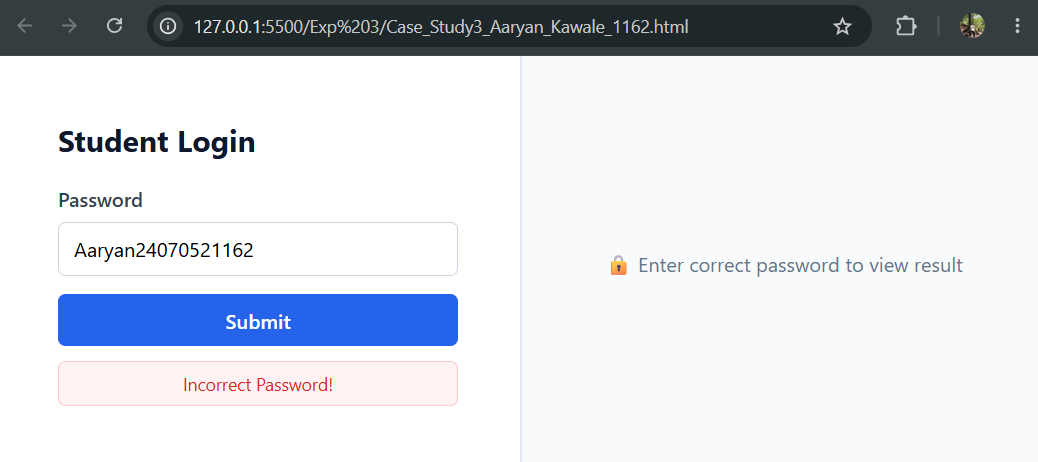 127.0.0.1:5500/Exp%203/Case_Study3_Aaryan_Kawale_1162.html
Student Login
Password
Aaryan24070521162
Submit
Incorrect Password!
🔒 Enter correct password to view result